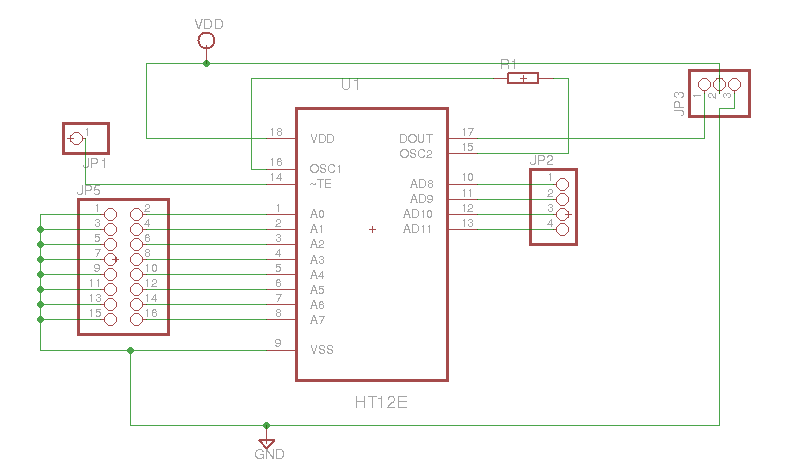 VDD
R1
U1
1 2 3
JP3
1
JP1
18 VDD DOUT 17
16 OSC1 OSC2 15
14 ~TE
JP2
JP5
10 AD8 1
11 AD9 2
12 AD10 3
13 AD11 4
1 2 1 A0
3 4 2 A1
5 6 3 A2
7 8 4 A3
9 10 5 A4
11 12 6 A5
13 14 7 A6
15 16 8 A7
9 VSS
HT12E
GND